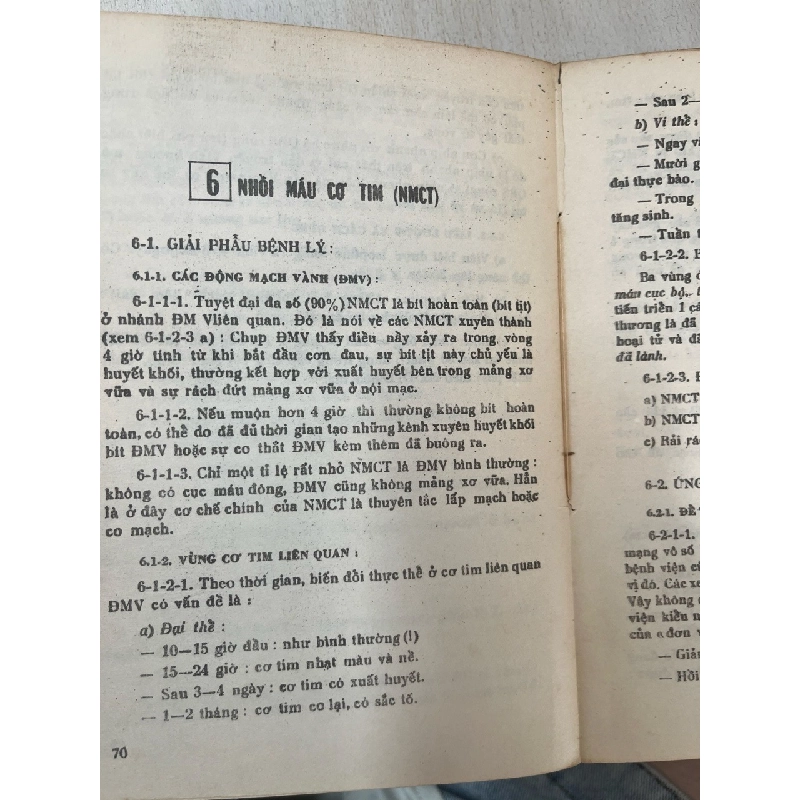 6 NHỒI MÁU CƠ TIM (NMCT)
6-1. GIẢI PHẪU BỆNH LÝ:
6.1-1. CÁC ĐỘNG MẠCH VÀNH (ĐMV) :
6-1-1-1. Tuyệt đại đa số (90%) NMCT là bít hoàn toàn (bít tịt)
ở nhánh ĐM Vliên quan. Đó là nói về các NMCT xuyên thành
(xem 6-1-2-3 a) : Chụp ĐMV thấy điều nầy xảy ra trong, vòng
4 giờ tính từ khi bắt đầu cơn đau, sự bít tịt này chủ yếu là
huyết khối, thường kết hợp với xuất huyết bên trong mảng xơ
vữa và sự rách đứt mảng xơ vữa ở nội mạc.
6-1-1-2. Nếu muộn hơn 4 giờ thì thường không bít hoàn
toàn, có thể do đã đủ thời gian tạo những kênh xuyên huyết khối
bít ĐMV hoặc sự co thắt ĐMV kèm thêm đã buông ra.
6-1-1-3. Chỉ một tỉ lệ rất nhỏ NMCT là ĐMV bình thường :
không có cục máu đông, ĐMV cũng không mảng xơ vữa. Hẳn
là ở đây cơ chế chính của NMCT là thuyên tắc lấp mạch hoặc
co mạch.
6.1-2. VÙNG CƠ TIM LIÊN QUAN :
6-1-2-1. Theo thời gian, biến đổi thực thể ở cơ tim liên quan
ĐMV có vấn đề là :
a) Đại thể :
— 10—15 giờ đầu : như bình thường (!)
— 15—24 giờ : cơ tim nhạt màu và nề.
— Sau 3—4 ngày : cơ tim có xuất huyết.
— 1—2 tháng : cơ tim co lại, có sắc tố.
70
— Sau 2—
b) Vi thể :
— Ngay v
— Mười g
đại thực bào.
— Trong
tăng sinh.
— Tuần t
6-1-2-2. B
Ba vùng đ
máu cục bộ,. t
tiến triển 1 c
thương là đã
hoại tử và đ
đã lành.
6-1-2-3. Đ
a) NMCT
b) NMCT
c) Rải rác
6-2. ỨNG
6.2-1. ĐỀ
6-2-1-1.
mạng vô số
bệnh viện c
vị đó. Các xe
Vậy không
viện kiểu n
của «đơn v
— Giản
— Hồi